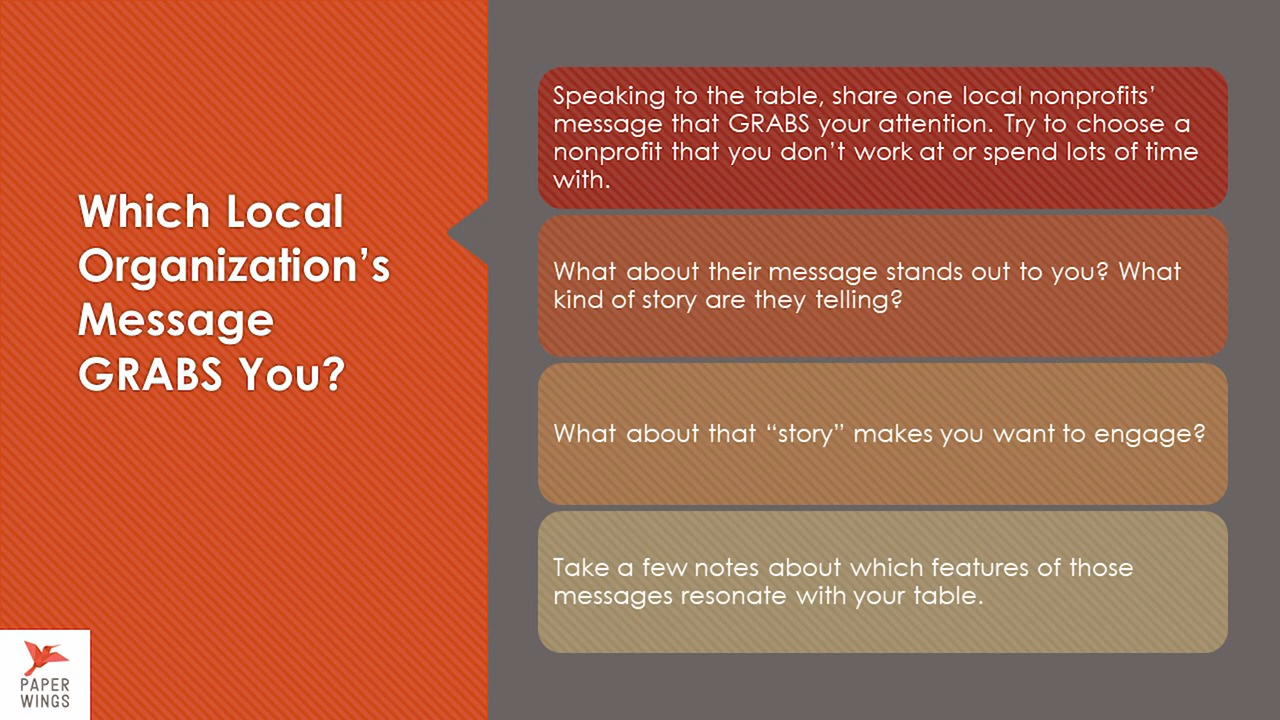 Which Local
Organization’s
Message
GRABS You?
Speaking to the table, share one local nonprofits’
message that GRABS your attention. Try to choose a
nonprofit that you don’t work at or spend lots of time
with.
What about their message stands out to you? What
kind of story are they telling?
What about that “story” makes you want to engage?
Take a few notes about which features of those
messages resonate with your table.
PAPER
WINGS